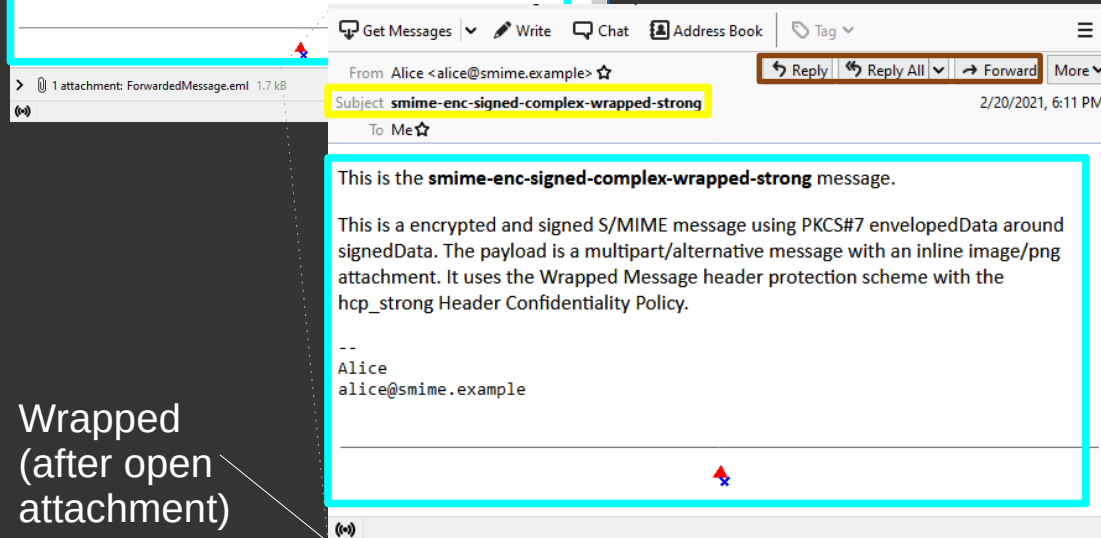 Get Messages Write Chat Address Book Tag
From Alice <alice@smime.example> Reply Reply All Forward More
Subject smime-enc-signed-complex-wrapped-strong 2/20/2021, 6:11 PM
To Me
1 attachment: ForwardedMessage.eml 1.7 kB
This is the smime-enc-signed-complex-wrapped-strong message.
This is a encrypted and signed S/MIME message using PKCS#7 envelopedData around
signedData. The payload is a multipart/alternative message with an inline image/png
attachment. It uses the Wrapped Message header protection scheme with the
hcp_strong Header Confidentiality Policy.
--
Alice
alice@smime.example
Wrapped
(after open
attachment)